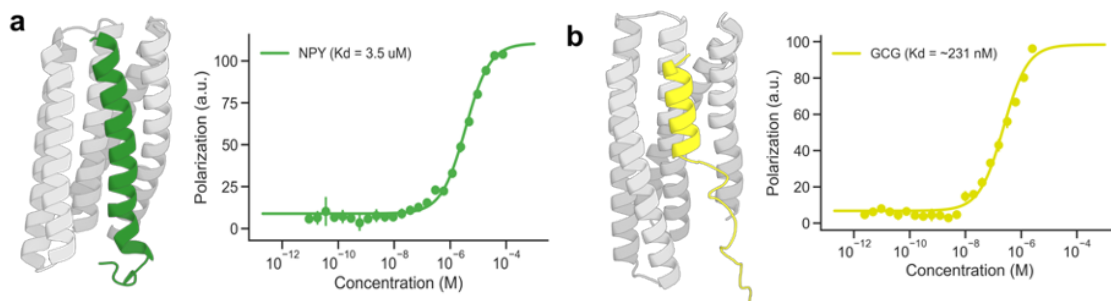 a
NPY (Kd = 3.5 uM)
Polarization (a.u.)
100
75
50
25
0
10⁻¹² 10⁻¹⁰ 10⁻⁸ 10⁻⁶ 10⁻⁴
Concentration (M)
b
GCG (Kd = ~231 nM)
Polarization (a.u.)
100
80
60
40
20
0
10⁻¹² 10⁻¹⁰ 10⁻⁸ 10⁻⁶ 10⁻⁴
Concentration (M)